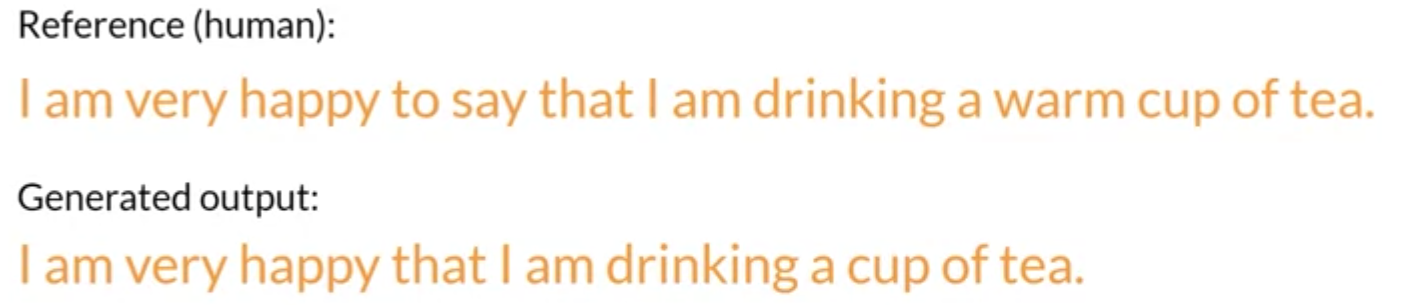 Reference (human):
I am very happy to say that I am drinking a warm cup of tea.
Generated output:
I am very happy that I am drinking a cup of tea.